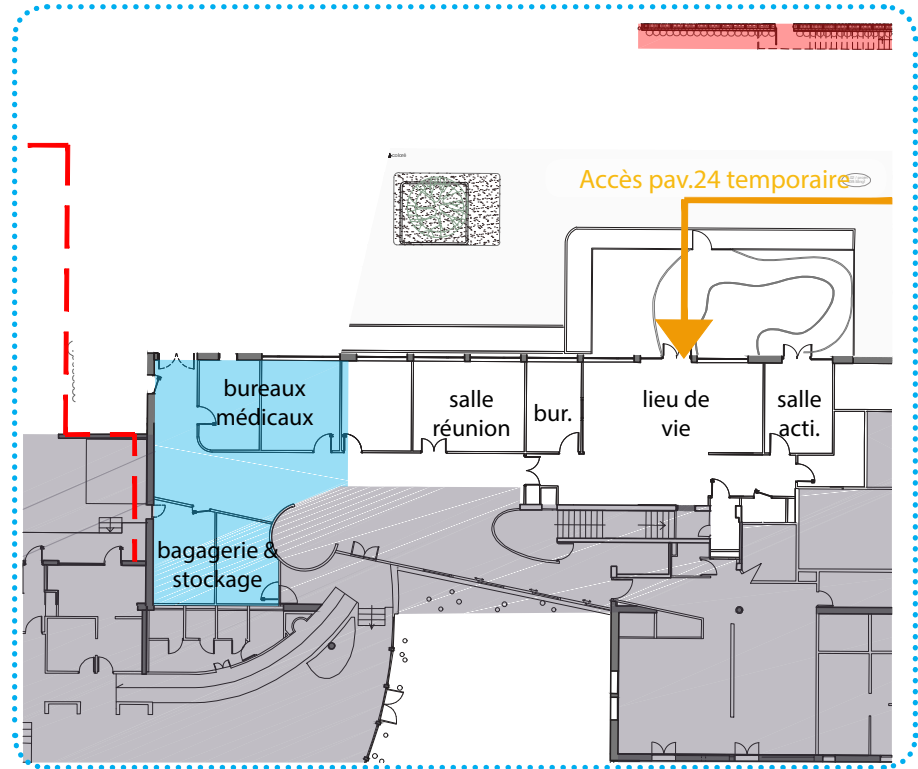 Accès pav.24 temporaire
bureaux
médicaux
salle
réunion
bur.
lieu de
vie
salle
acti.
bagagerie &
stockage